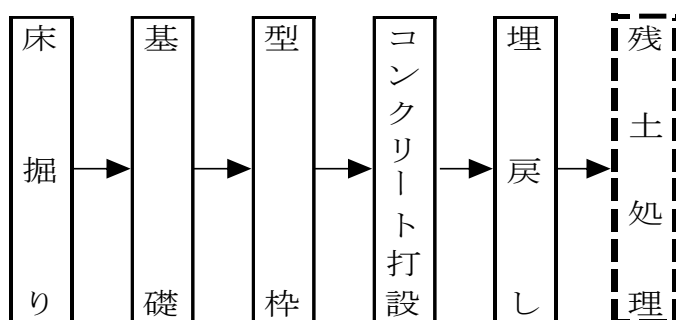 床掘り
基礎
型枠
コンクリート打設
埋戻し
残土処理